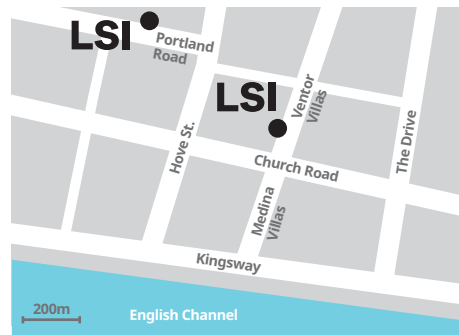 LSI
Portland
Road
LSI
Ventor
Villas
Hove St.
The Drive
Church Road
Medina
Villas
Kingsway
200m
English Channel